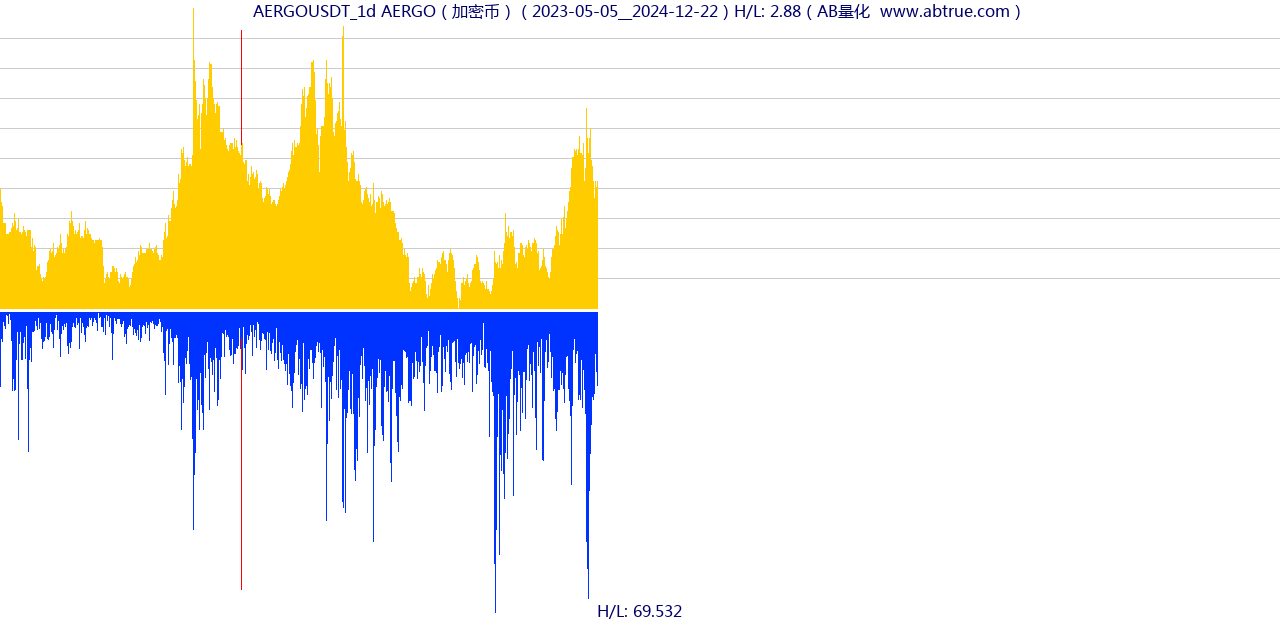 AERGOUSDT_1d AERGO（加密币）（2023-05-05__2024-12-22）H/L: 2.88（AB量化  www.abtrue.com）
H/L: 69.532